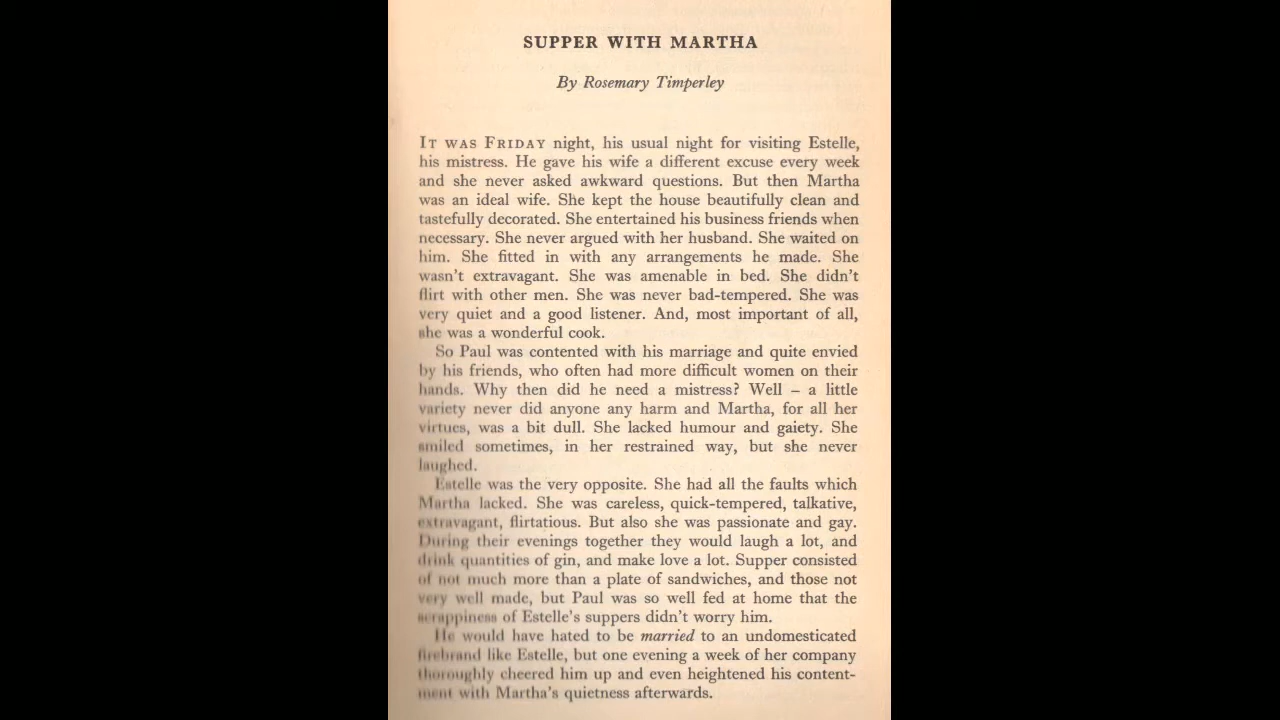 SUPPER WITH MARTHA
By Rosemary Timperley
IT WAS FRIDAY night, his usual night for visiting Estelle,
his mistress. He gave his wife a different excuse every week
and she never asked awkward questions. But then Martha
was an ideal wife. She kept the house beautifully clean and
tastefully decorated. She entertained his business friends when
necessary. She never argued with her husband. She waited on
him. She fitted in with any arrangements he made. She
wasn't extravagant. She was amenable in bed. She didn't
flirt with other men. She was never bad-tempered. She was
very quiet and a good listener. And, most important of all,
she was a wonderful cook.
So Paul was contented with his marriage and quite envied
by his friends, who often had more difficult women on their
hands. Why then did he need a mistress? Well – a little
variety never did anyone any harm and Martha, for all her
virtues, was a bit dull. She lacked humour and gaiety. She
smiled sometimes, in her restrained way, but she never
laughed.
Estelle was the very opposite. She had all the faults which
Martha lacked. She was careless, quick-tempered, talkative,
extravagant, flirtatious. But also she was passionate and gay.
During their evenings together they would laugh a lot, and
drink quantities of gin, and make love a lot. Supper consisted
of not much more than a plate of sandwiches, and those not
very well made, but Paul was so well fed at home that the
scrappiness of Estelle's suppers didn't worry him.
He would have hated to be married to an undomesticated
firebrand like Estelle, but one evening a week of her company
thoroughly cheered him up and even heightened his content-
ment with Martha's quietness afterwards.